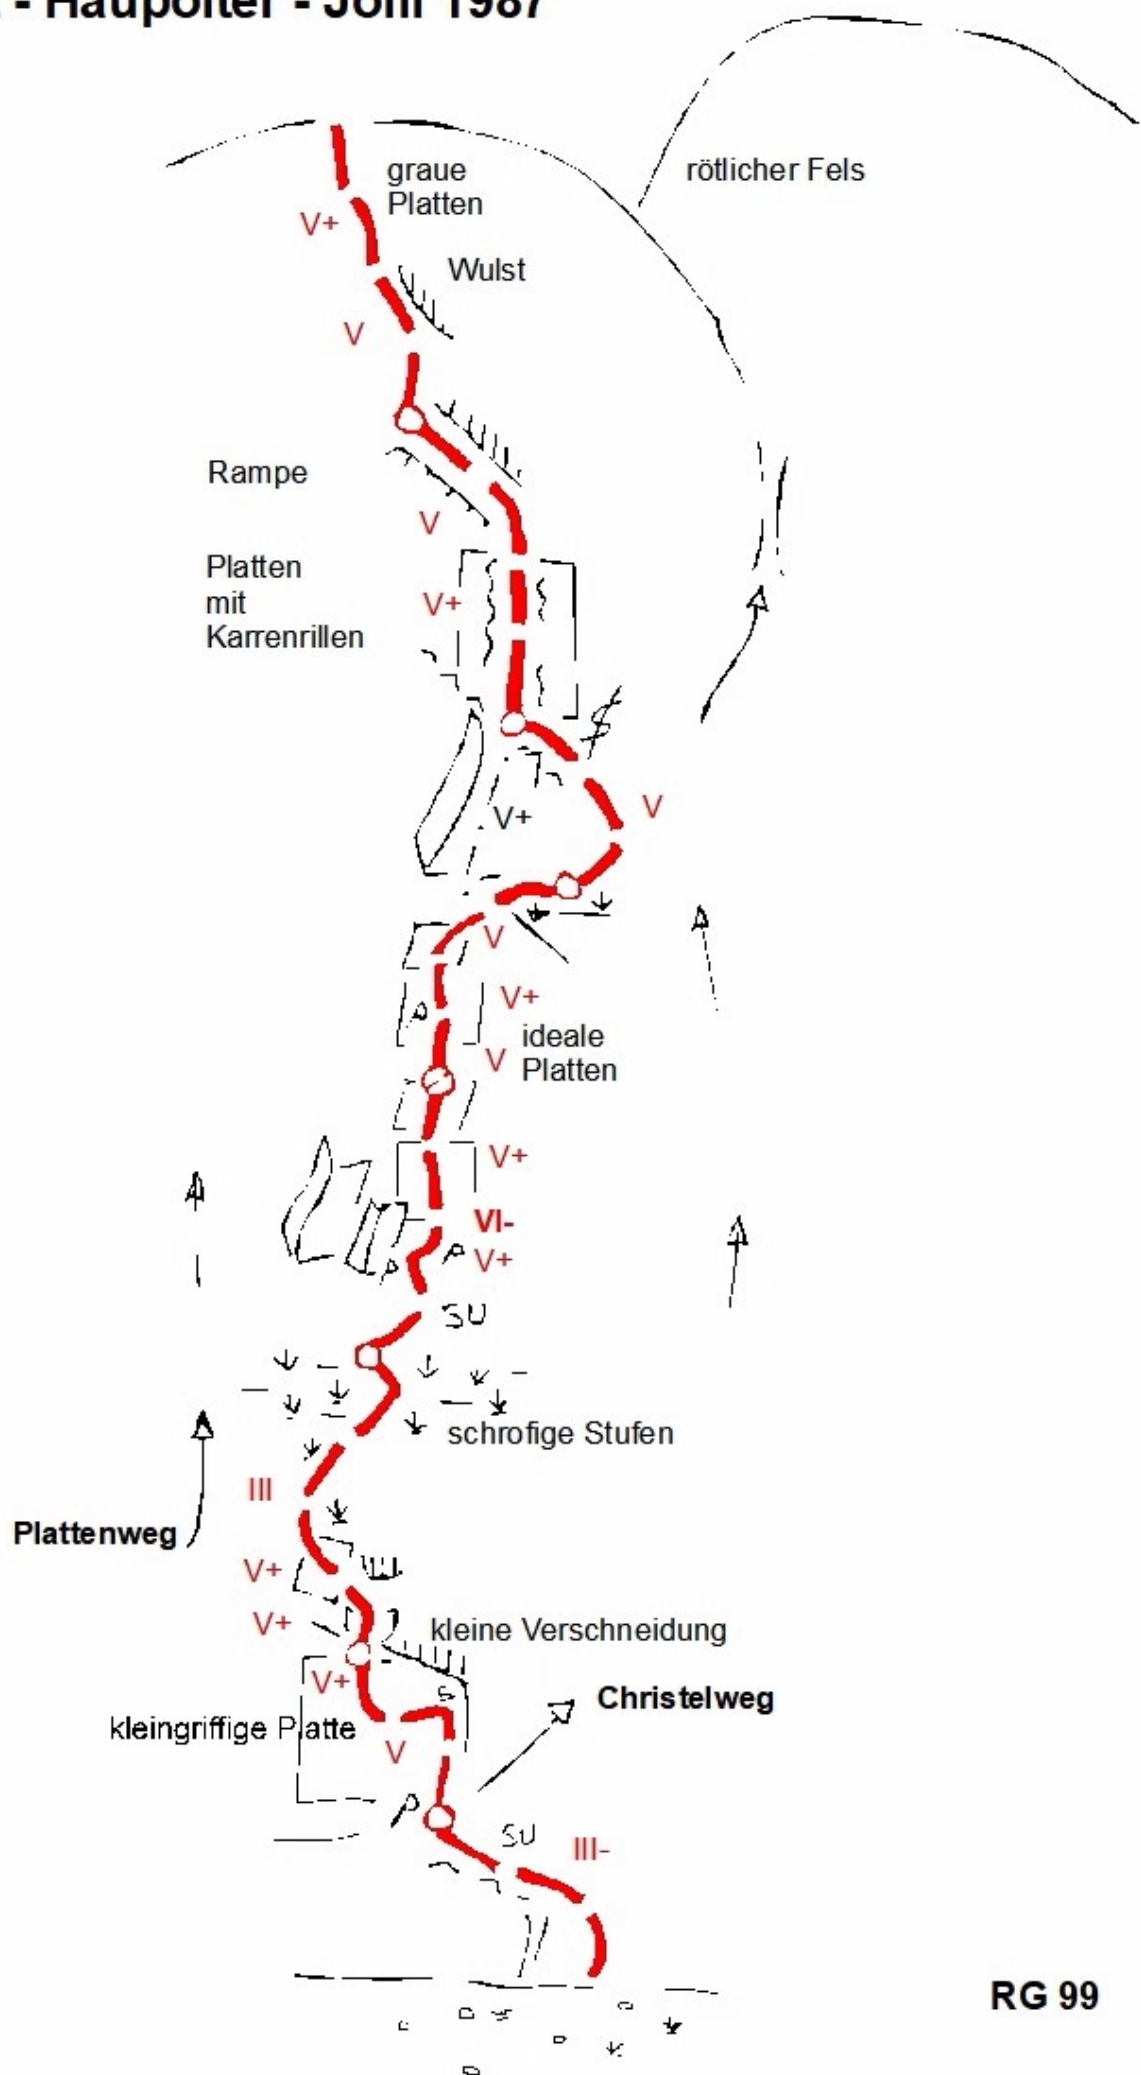 - Haupolter - Joni 1987
graue
Platten
rötlicher Fels
V+
Wulst
V
Rampe
V
Platten
mit
Karrenrillen
V+
V
V+
V
V+
ideale
Platten
V
V+
VI-
V+
SU
schrofige Stufen
III
Plattenweg
V+
V+
kleine Verschneidung
V+
S
Christelweg
kleingriffige Platte
V
P
SU
III-
RG 99